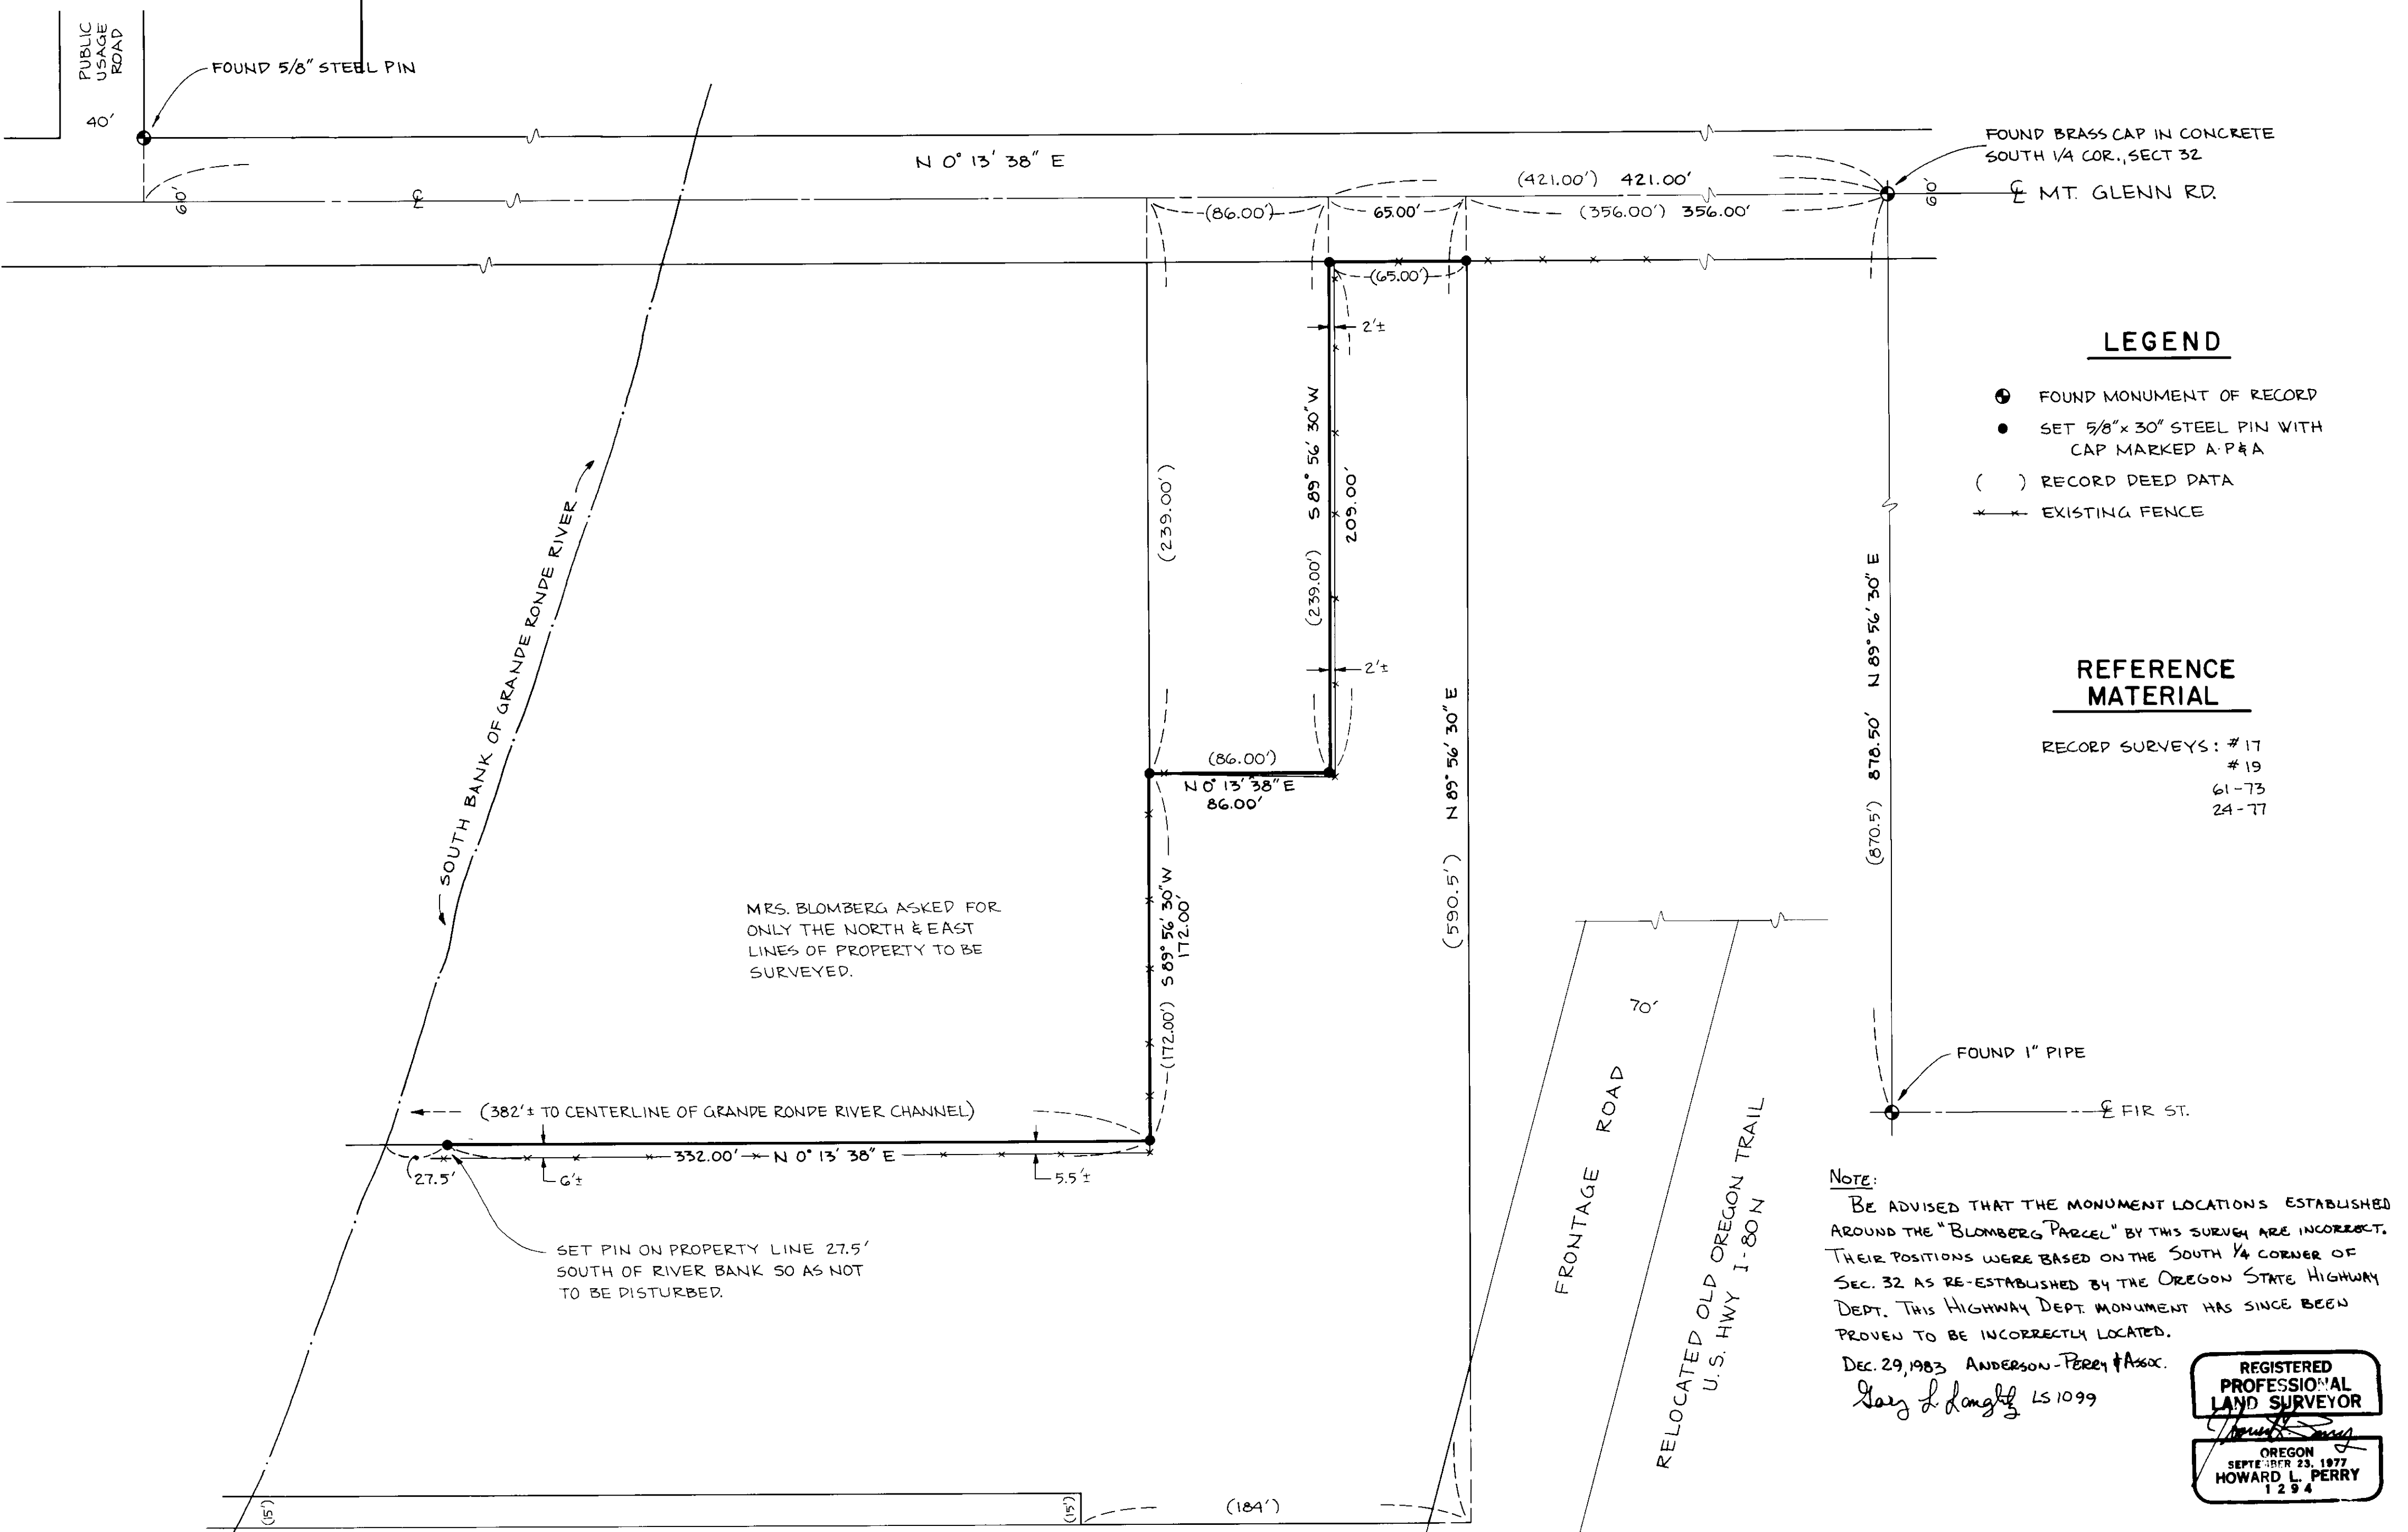 PUBLIC
USAGE
ROAD
40'
FOUND 5/8" STEEL PIN
60'
℄
N 0° 13' 38" E
(421.00') 421.00'
(86.00')
65.00'
(356.00') 356.00'
(65.00')
FOUND BRASS CAP IN CONCRETE
SOUTH 1/4 COR., SECT 32
60'
℄ MT. GLENN RD.
2'±
LEGEND
FOUND MONUMENT OF RECORD
SET 5/8" x 30" STEEL PIN WITH
CAP MARKED A·P&A
( ) RECORD DEED DATA
EXISTING FENCE
SOUTH BANK OF GRANDE RONDE RIVER
(239.00')
(239.00') S 89° 56' 30" W
209.00'
2'±
(86.00')
N 0° 13' 38" E
86.00'
(590.5') N 89° 56' 30" E
(870.5') 878.50' N 89° 56' 30" E
REFERENCE
MATERIAL
RECORD SURVEYS: #17
#19
61-73
24-77
MRS. BLOMBERG ASKED FOR
ONLY THE NORTH & EAST
LINES OF PROPERTY TO BE
SURVEYED.
(172.00') S 89° 56' 30" W
172.00'
70'
FRONTAGE ROAD
RELOCATED OLD OREGON TRAIL
U.S. HWY I-80N
FOUND 1" PIPE
℄ FIR ST.
(382'± TO CENTERLINE OF GRANDE RONDE RIVER CHANNEL)
332.00' N 0° 13' 38" E
27.5'
6'±
5.5'±
SET PIN ON PROPERTY LINE 27.5'
SOUTH OF RIVER BANK SO AS NOT
TO BE DISTURBED.
(15')
(15')
(184')
NOTE:
BE ADVISED THAT THE MONUMENT LOCATIONS ESTABLISHED
AROUND THE "BLOMBERG PARCEL" BY THIS SURVEY ARE INCORRECT.
THEIR POSITIONS WERE BASED ON THE SOUTH 1/4 CORNER OF
SEC. 32 AS RE-ESTABLISHED BY THE OREGON STATE HIGHWAY
DEPT. THIS HIGHWAY DEPT. MONUMENT HAS SINCE BEEN
PROVEN TO BE INCORRECTLY LOCATED.
DEC. 29, 1983 ANDERSON-PERRY & ASSOC.
LS 1099
REGISTERED
PROFESSIONAL
LAND SURVEYOR
OREGON
SEPTEMBER 23, 1977
HOWARD L. PERRY
1294